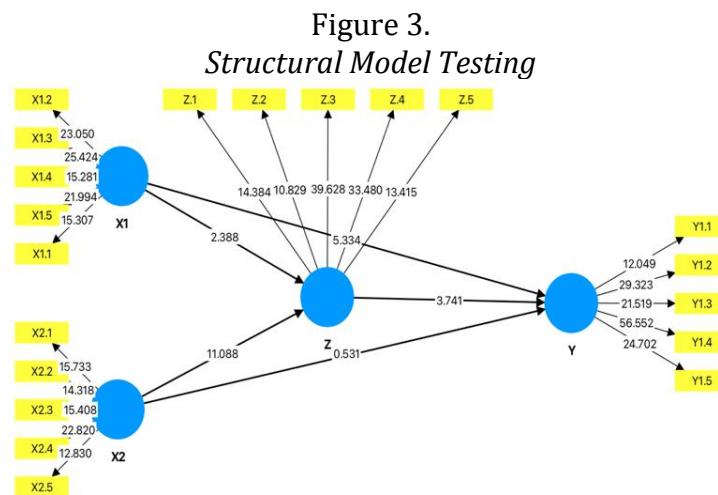 Figure 3.
Structural Model Testing
X1.2
X1.3
X1.4
X1.5
X1.1
23.050
25.424
15.281
21.994
15.307
X1
Z.1
Z.2
Z.3
Z.4
Z.5
14.384
10.829
39.628
33.480
13.415
2.388
5.334
Z
3.741
11.088
0.531
Y1.1
Y1.2
Y1.3
Y1.4
Y1.5
12.049
29.323
21.519
56.552
24.702
Y
X2.1
X2.2
X2.3
X2.4
X2.5
15.733
14.318
15.408
22.820
12.830
X2